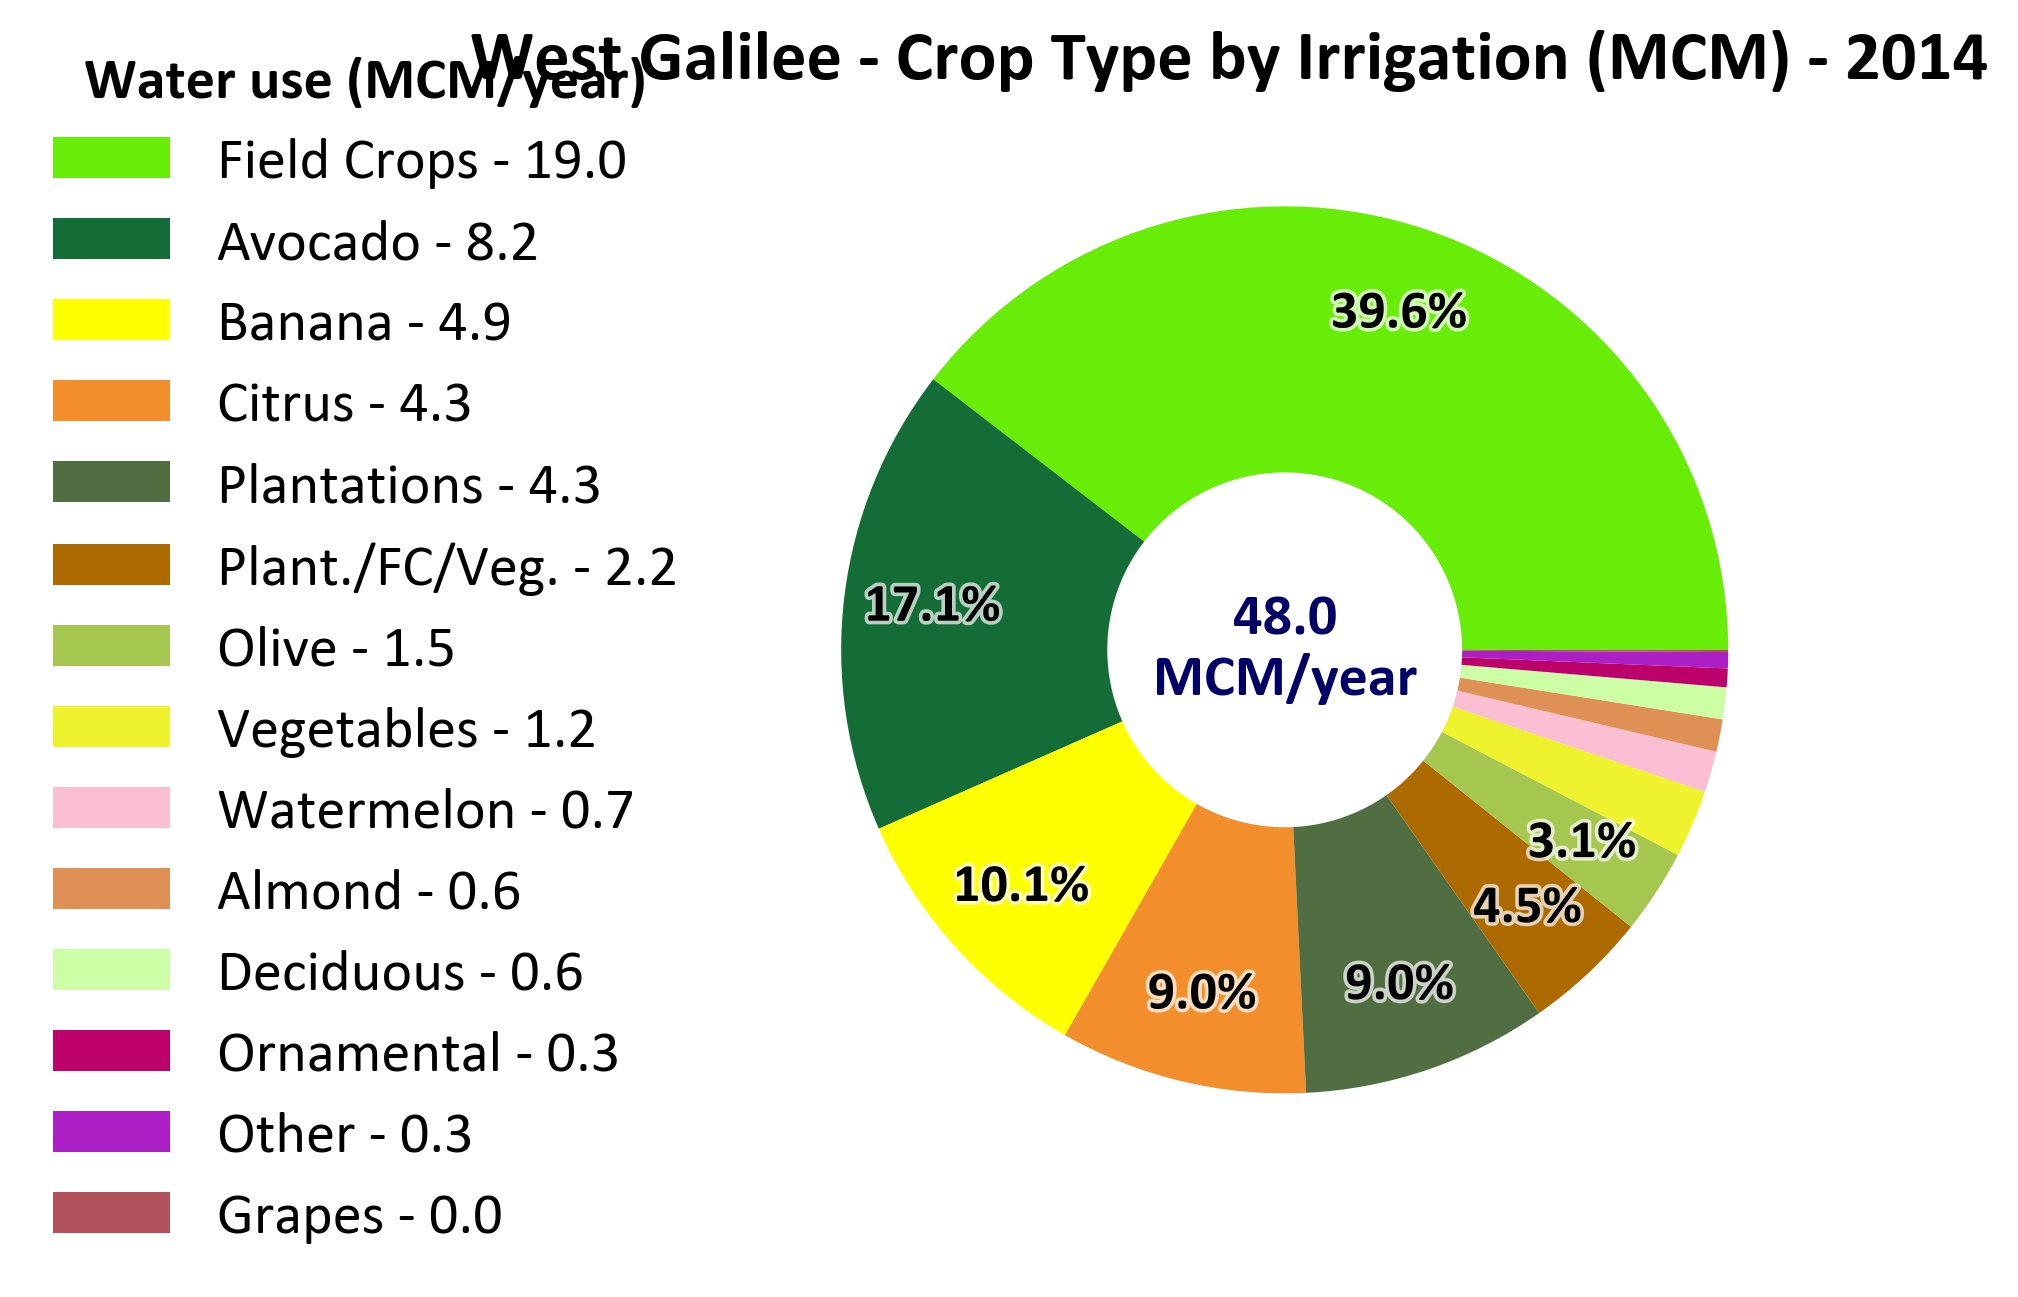 West Galilee - Crop Type by Irrigation (MCM) - 2014
Water use (MCM/year)
Field Crops - 19.0
Avocado - 8.2
Banana - 4.9
Citrus - 4.3
Plantations - 4.3
Plant./FC/Veg. - 2.2
Olive - 1.5
Vegetables - 1.2
Watermelon - 0.7
Almond - 0.6
Deciduous - 0.6
Ornamental - 0.3
Other - 0.3
Grapes - 0.0
39.6%
17.1%
48.0
MCM/year
3.1%
10.1%
4.5%
9.0%
9.0%